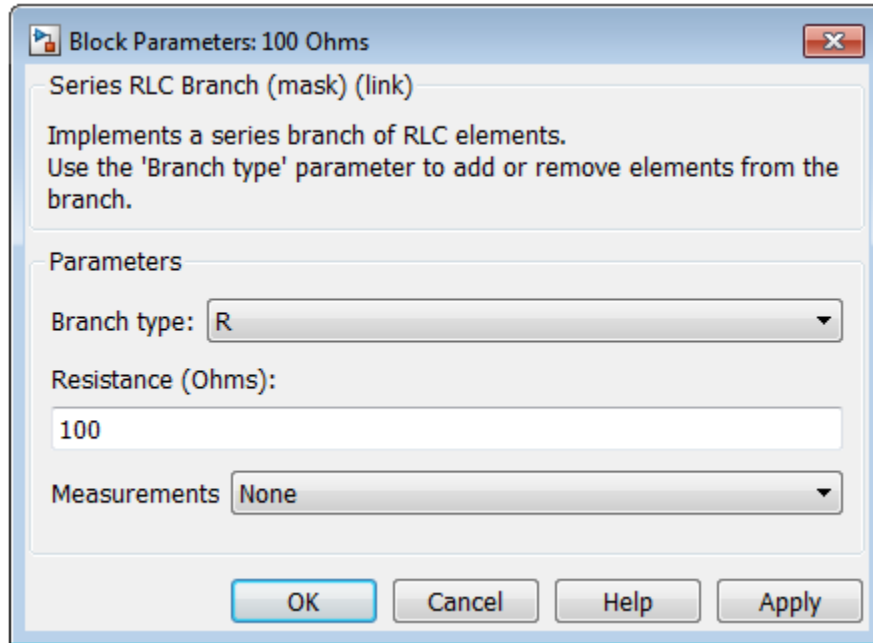 Block Parameters: 100 Ohms
Series RLC Branch (mask) (link)
Implements a series branch of RLC elements.
Use the 'Branch type' parameter to add or remove elements from the
branch.
Parameters
Branch type: R
Resistance (Ohms):
100
Measurements None
OK Cancel Help Apply